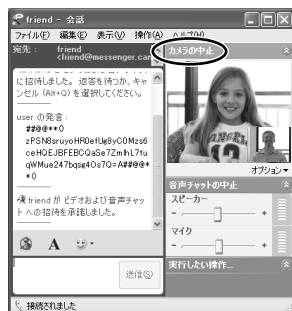 friend - 会話
ファイル(F) 編集(E) 表示(V) 操作(A) ヘルプ(H)
宛先： friend
<friend@messenger.can
に招待しました。返答を待つか、キャ
ンセル (Alt+Q) を選択してください。
user の発言：
##@@**0
ceHQEJBFEBOQaSe7ZmhL7tu
*×0
friend が ビデオおよび音声チャッ
トへの招待を承諾しました。
A
送信(S)
接続されました
カメラの中止
オプション
音声チャットの中止
スピーカー
- +
マイク
- +
実行したい操作...